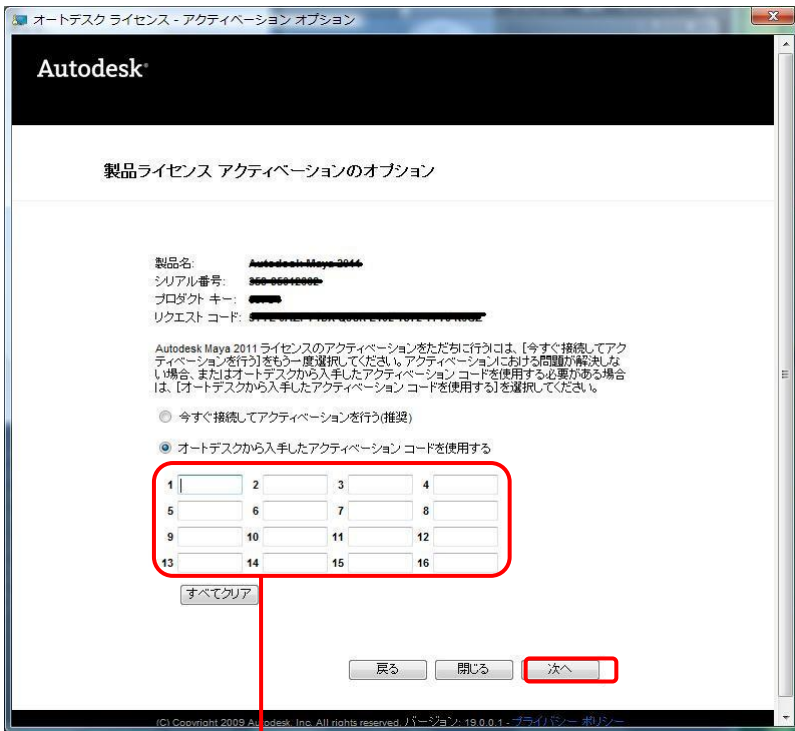 オートデスク ライセンス - アクティベーション オプション
Autodesk
製品ライセンス アクティベーションのオプション
製品名: Autodesk Maya 2011
シリアル番号:
プロダクト キー:
リクエスト コード:
Autodesk Maya 2011 ライセンスのアクティベーションをただちに行うには、[今すぐ接続してアク
ティベーションを行う]をもう一度選択してください。アクティベーションにおける問題が解決しな
い場合、またはオートデスクから入手したアクティベーション コードを使用する必要がある場合
は、[オートデスクから入手したアクティベーション コードを使用する]を選択してください。
今すぐ接続してアクティベーションを行う(推奨)
オートデスクから入手したアクティベーション コードを使用する
1 2 3 4
5 6 7 8
9 10 11 12
13 14 15 16
すべてクリア
戻る 閉じる 次へ
(C) Copyright 2009 Autodesk, Inc. All rights reserved. バージョン: 19.0.0.1 - プライバシー ポリシー